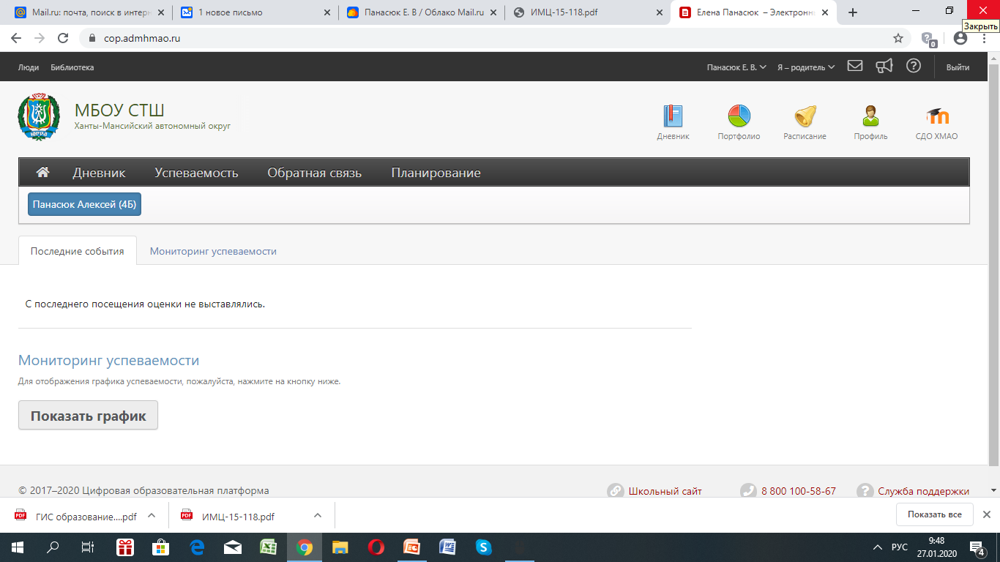 Mail.ru: почта, поиск в интерн
1 новое письмо
Панасюк Е. В / Облако Mail.ru
ИМЦ-15-118.pdf
Елена Панасюк – Электронны
Закрыть
cop.admhmao.ru
0
Люди Библиотека
Панасюк Е. В. Я – родитель Выйти
МБОУ СТШ
Ханты-Мансийский автономный округ
ЮГРА
Дневник Портфолио Расписание Профиль СДО ХМАО
Дневник Успеваемость Обратная связь Планирование
Панасюк Алексей (4Б)
Последние события Мониторинг успеваемости
С последнего посещения оценки не выставлялись.
Мониторинг успеваемости
Для отображения графика успеваемости, пожалуйста, нажмите на кнопку ниже.
Показать график
© 2017–2020 Цифровая образовательная платформа
Школьный сайт 8 800 100-58-67 Служба поддержки
PDF ГИС образование....pdf
PDF ИМЦ-15-118.pdf
Показать все
РУС
9:48
27.01.2020
4